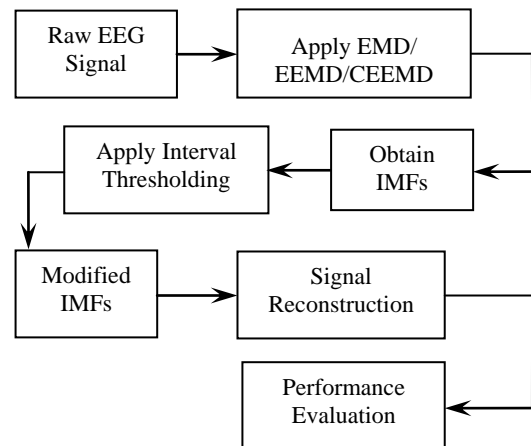 Raw EEG
Signal
Apply EMD/
EEMD/CEEMD
Apply Interval
Thresholding
Obtain
IMFs
Modified
IMFs
Signal
Reconstruction
Performance
Evaluation